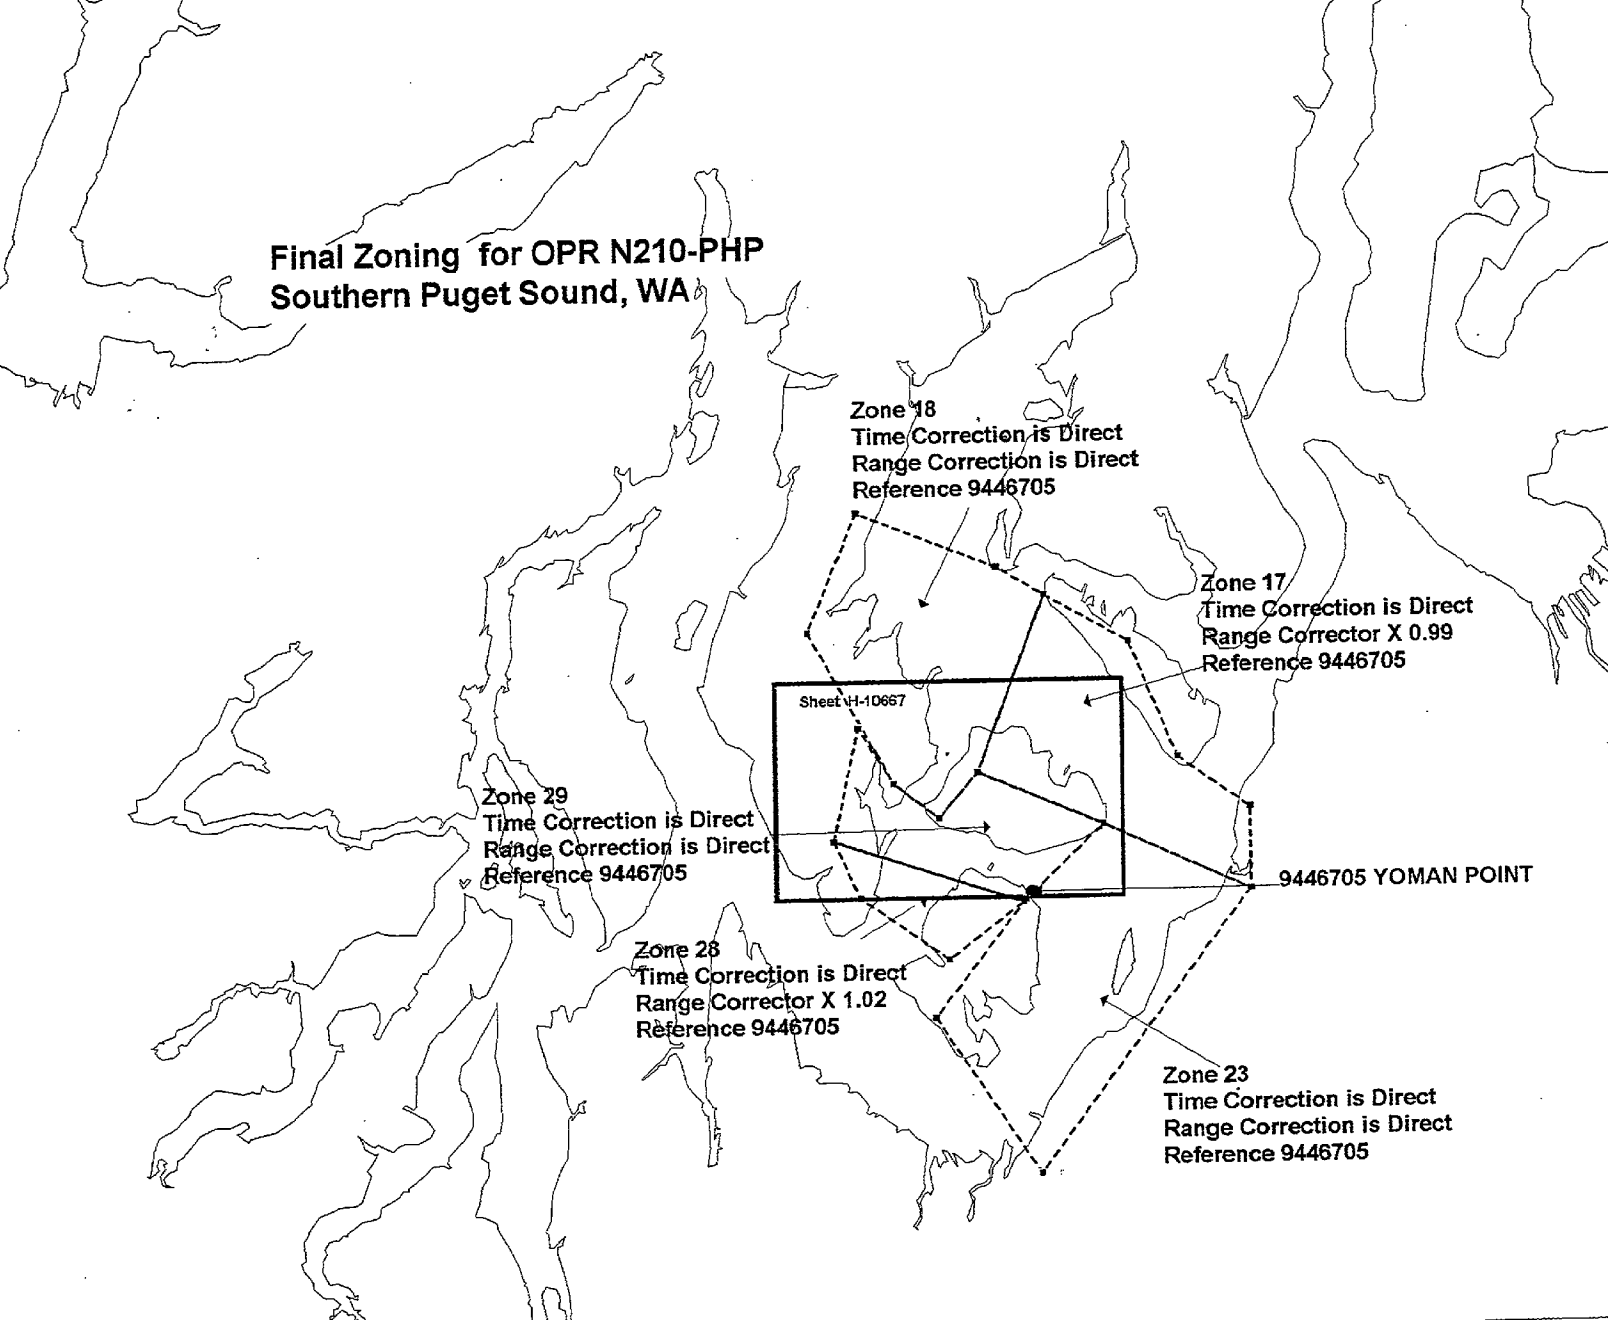 Final Zoning for OPR N210-PHP
Southern Puget Sound, WA
Zone 18
Time Correction is Direct
Range Correction is Direct
Reference 9446705
Zone 17
Time Correction is Direct
Range Corrector X 0.99
Reference 9446705
Sheet H-10667
Zone 29
Time Correction is Direct
Range Correction is Direct
Reference 9446705
9446705 YOMAN POINT
Zone 28
Time Correction is Direct
Range Corrector X 1.02
Reference 9446705
Zone 23
Time Correction is Direct
Range Correction is Direct
Reference 9446705